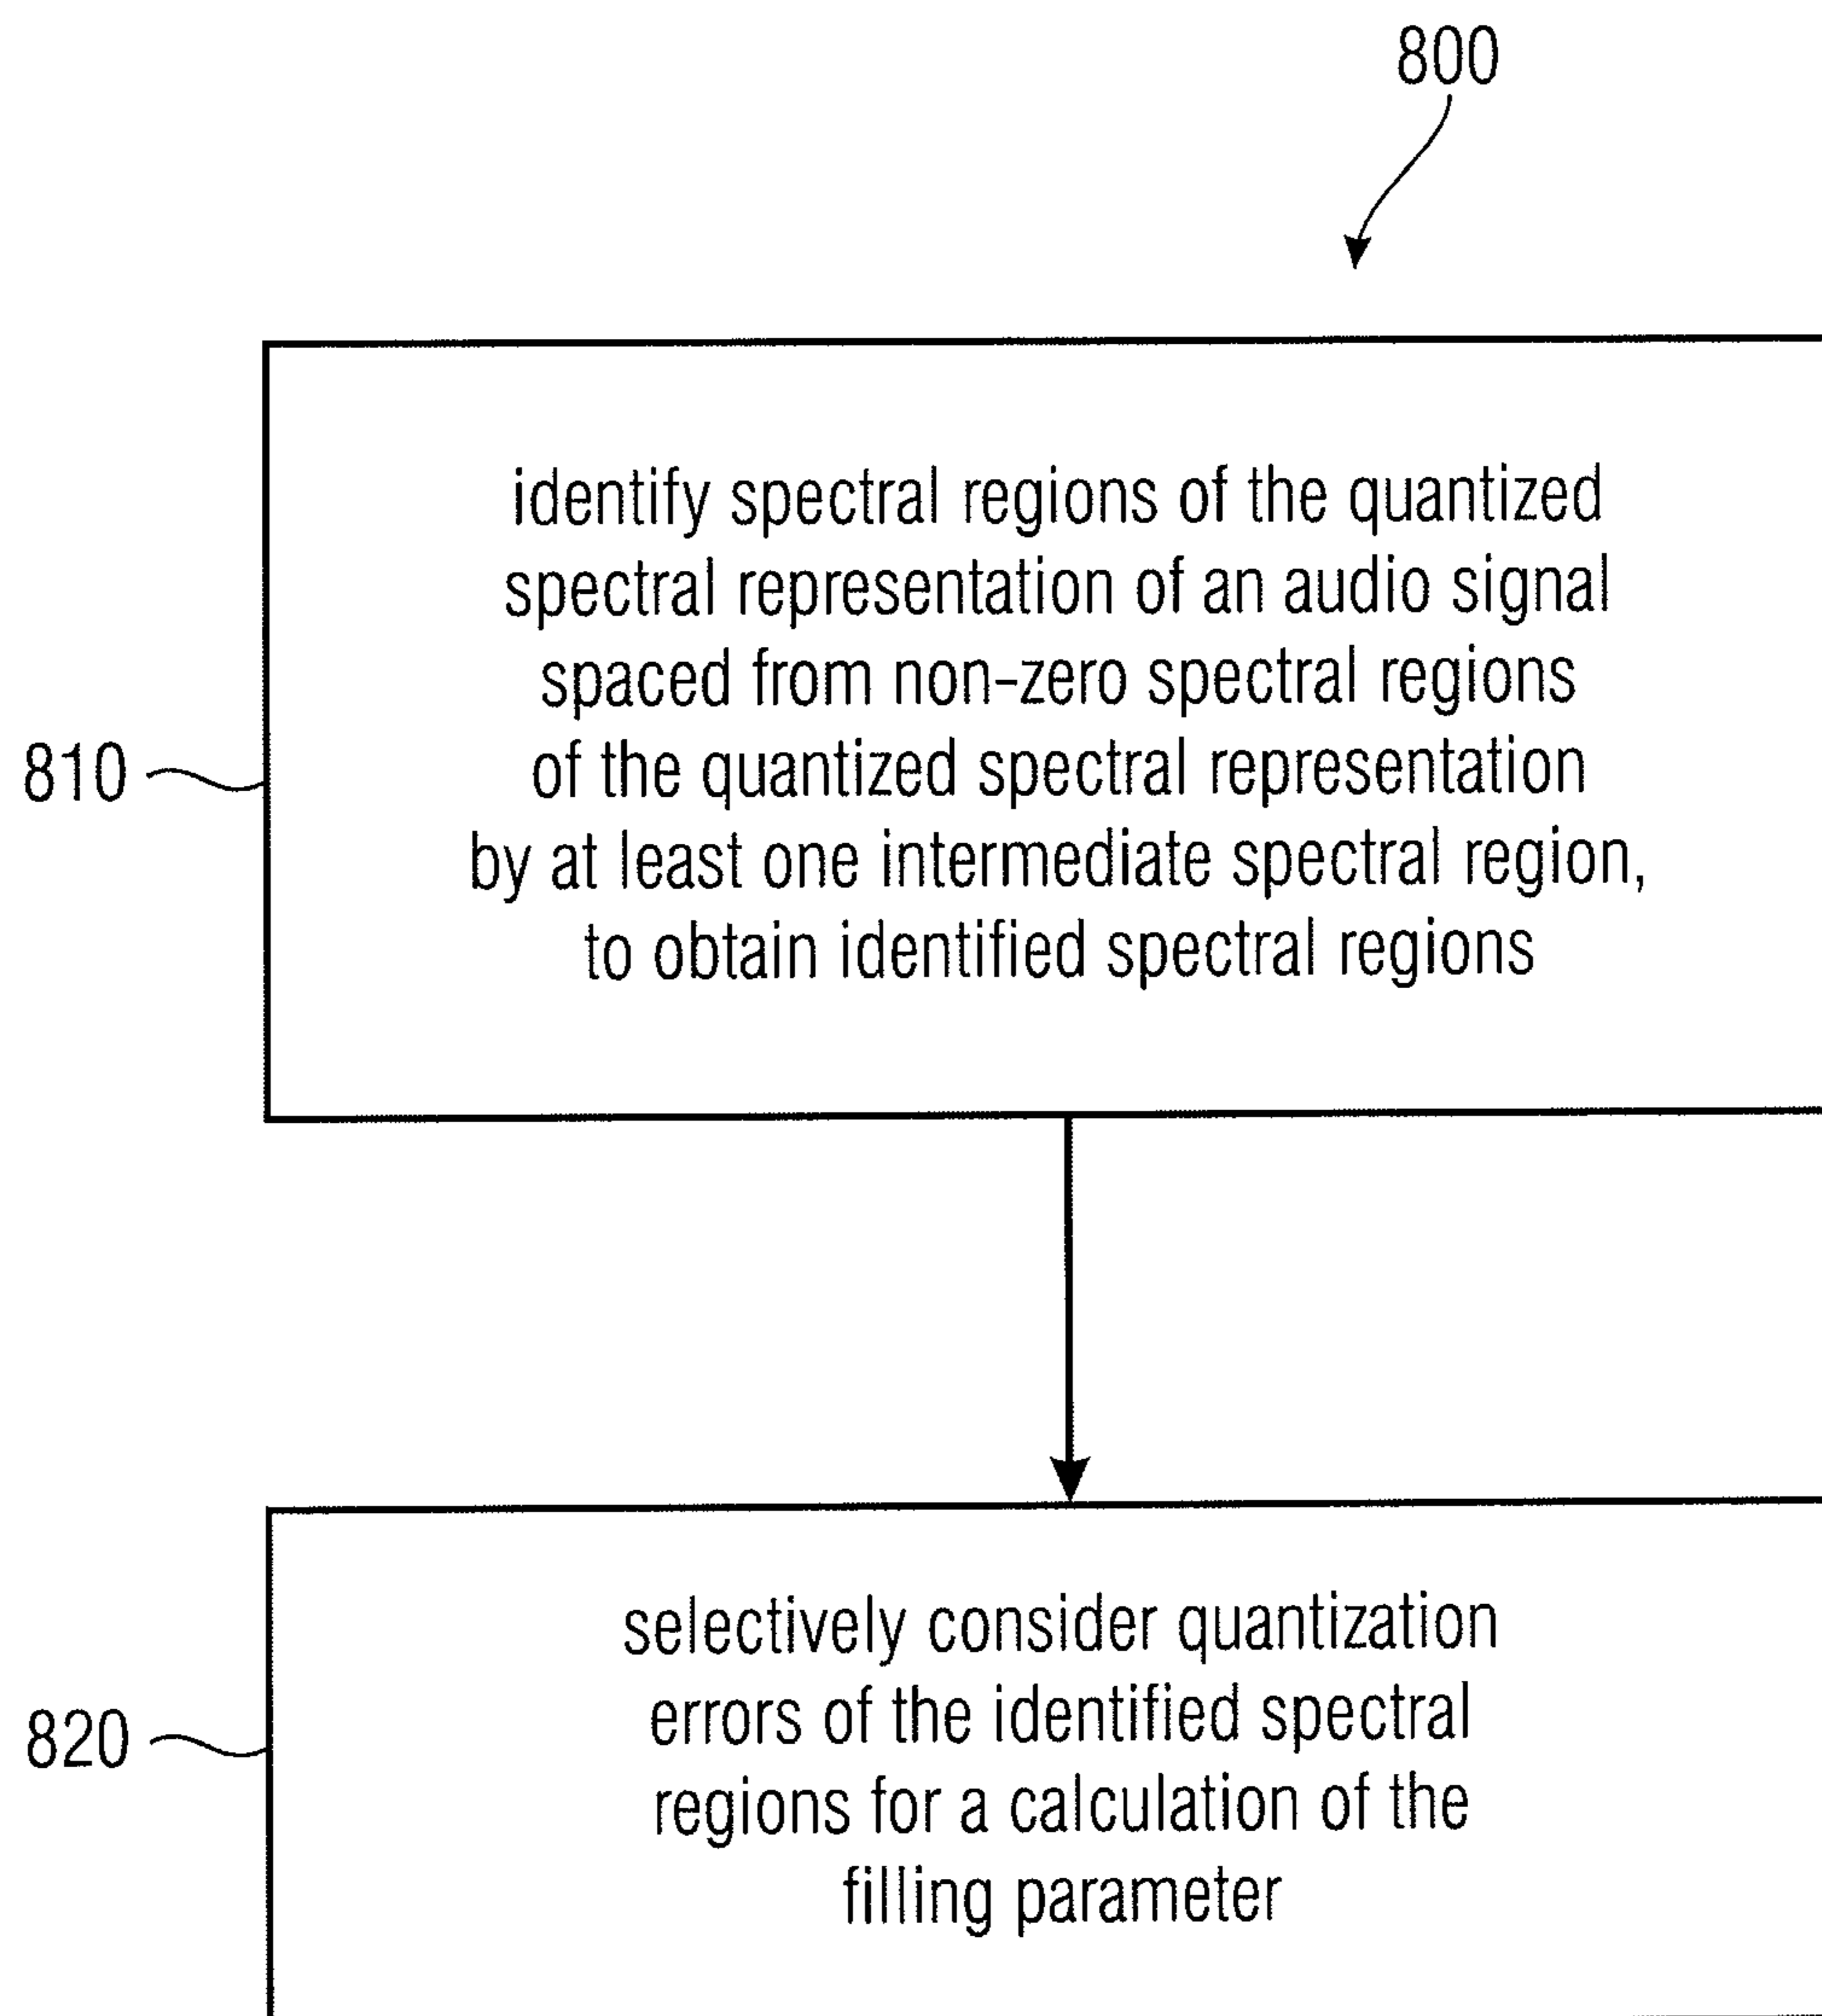 800
identify spectral regions of the quantized
spectral representation of an audio signal
spaced from non-zero spectral regions
of the quantized spectral representation
by at least one intermediate spectral region,
to obtain identified spectral regions
810
selectively consider quantization
errors of the identified spectral
regions for a calculation of the
filling parameter
820